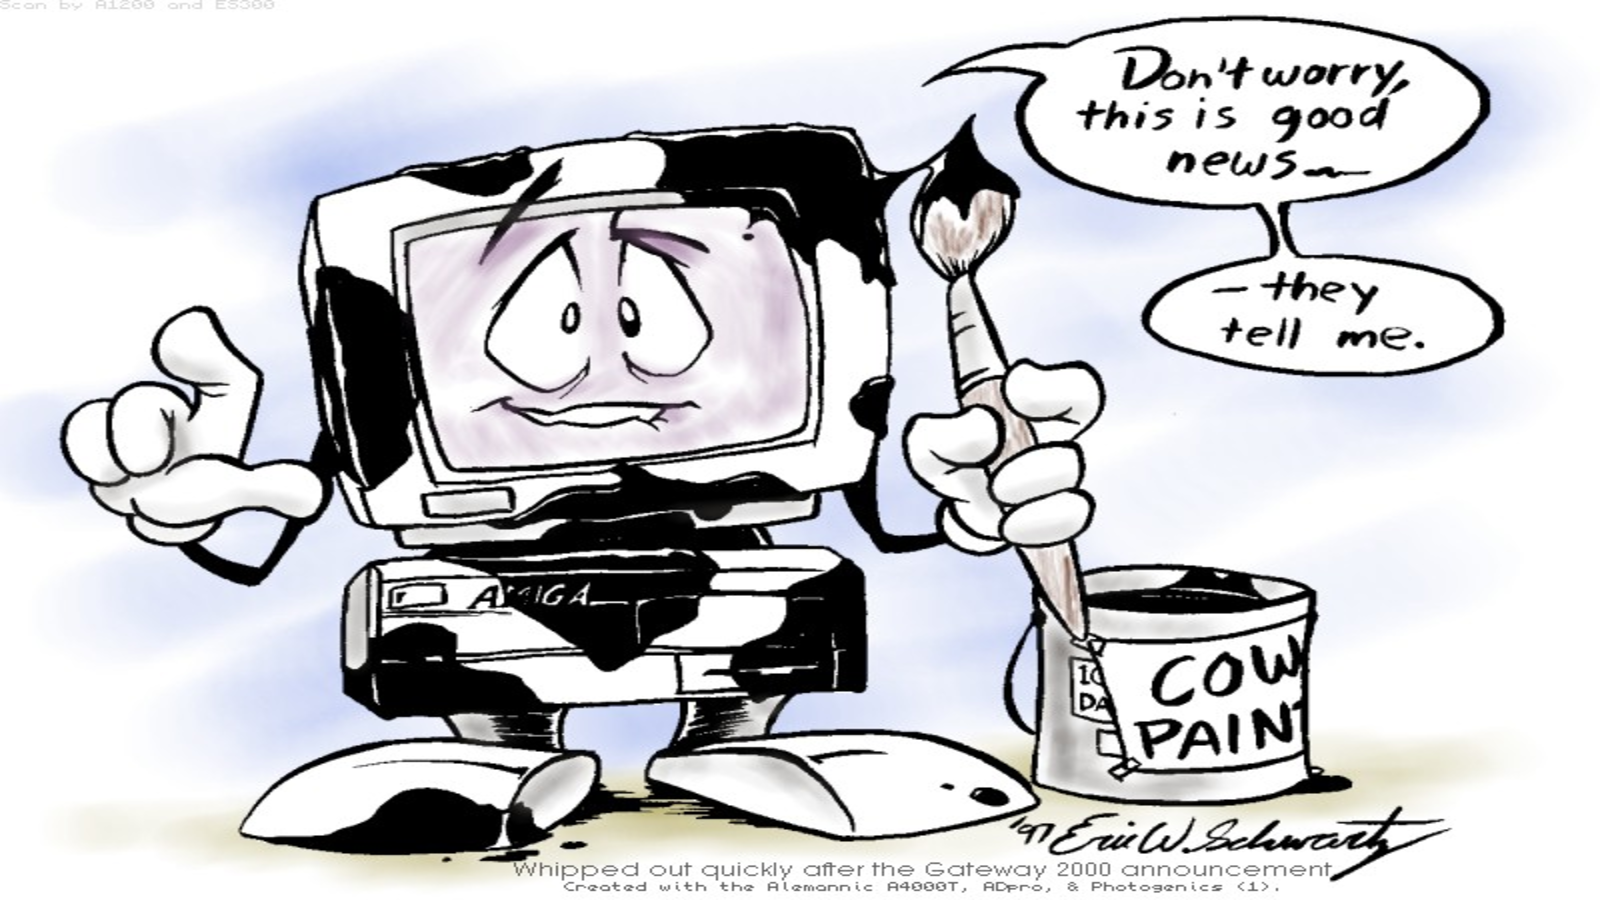 Scan by A1200 and ES300
Don't worry,
this is good
news—
– they
tell me.
AMIGA
COW
PAINT
'97 Eric W. Schwartz
Whipped out quickly after the Gateway 2000 announcement
Created with the Alemannic A4000T, ADpro, & Photogenics (1).